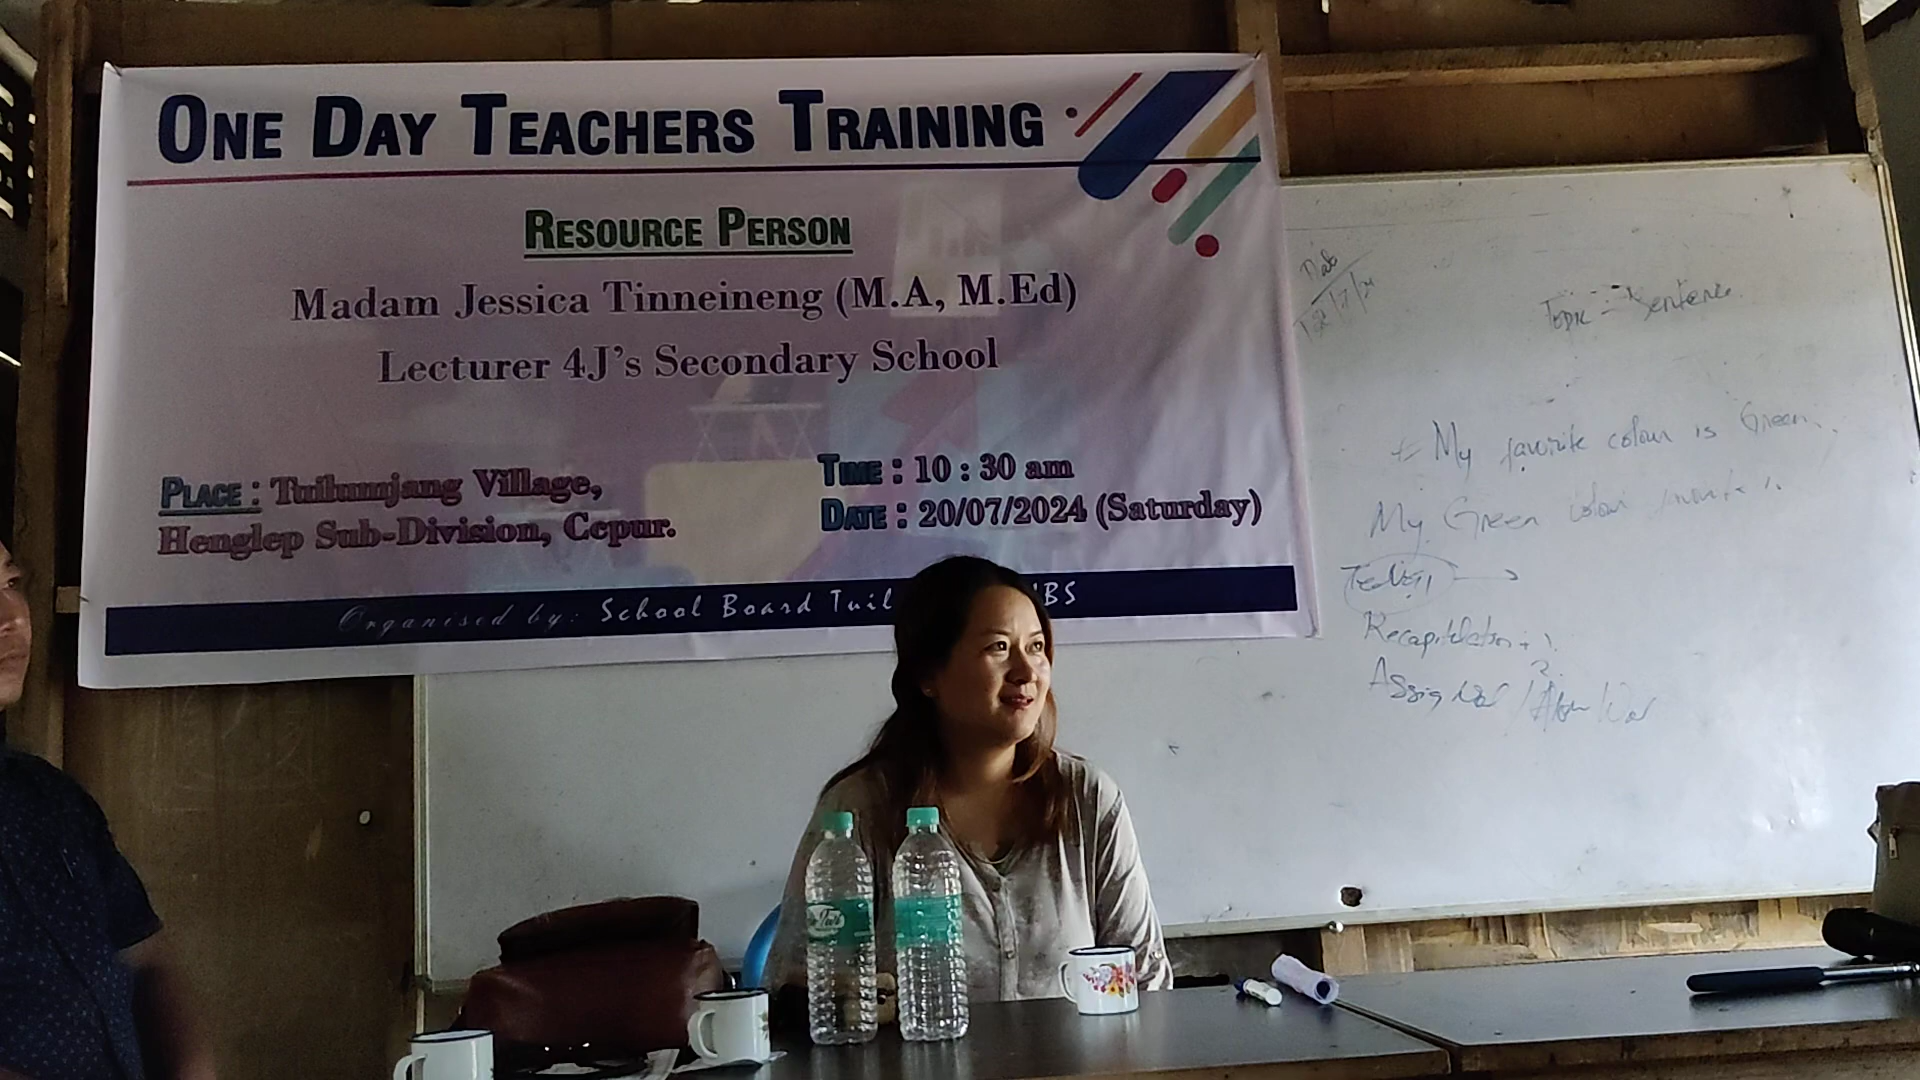 ONE DAY TEACHERS TRAINING
RESOURCE PERSON
Madam Jessica Tinneineng (M.A, M.Ed)
Lecturer 4J's Secondary School
PLACE : Tuilumjang Village,
Henglep Sub-Division, Ccpur.
TIME : 10 : 30 am
DATE : 20/07/2024 (Saturday)
Organised by: School Board Tuil
Topic - Sentence
My favorite colour is Green.
My Green colour
Recapitulation